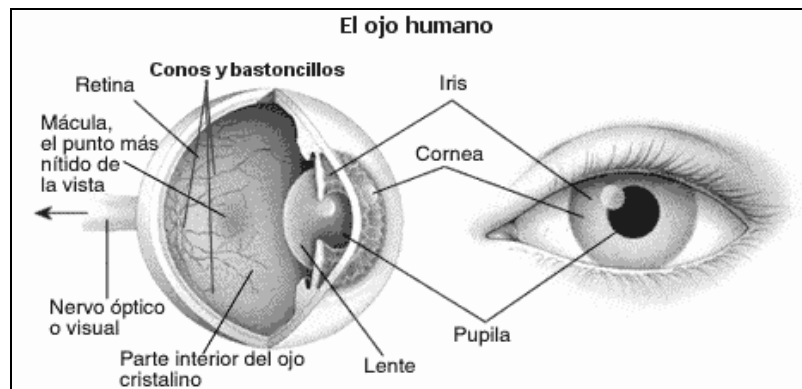 El ojo humano
Conos y bastoncillos
Retina
Mácula,
el punto más
nítido de
la vista
Nervo óptico
o visual
Parte interior del ojo
cristalino
Lente
Iris
Cornea
Pupila